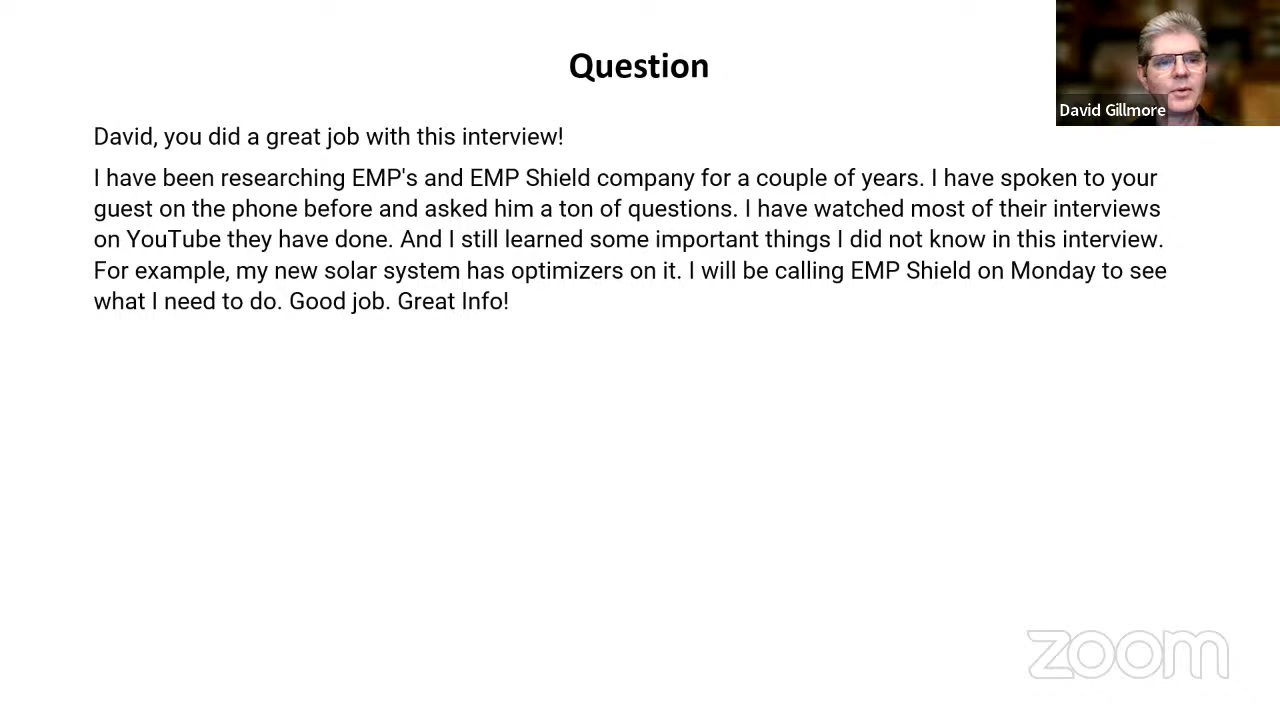 Question
David Gillmore
David, you did a great job with this interview!
I have been researching EMP's and EMP Shield company for a couple of years. I have spoken to your
guest on the phone before and asked him a ton of questions. I have watched most of their interviews
on YouTube they have done. And I still learned some important things I did not know in this interview.
For example, my new solar system has optimizers on it. I will be calling EMP Shield on Monday to see
what I need to do. Good job. Great Info!
zoom